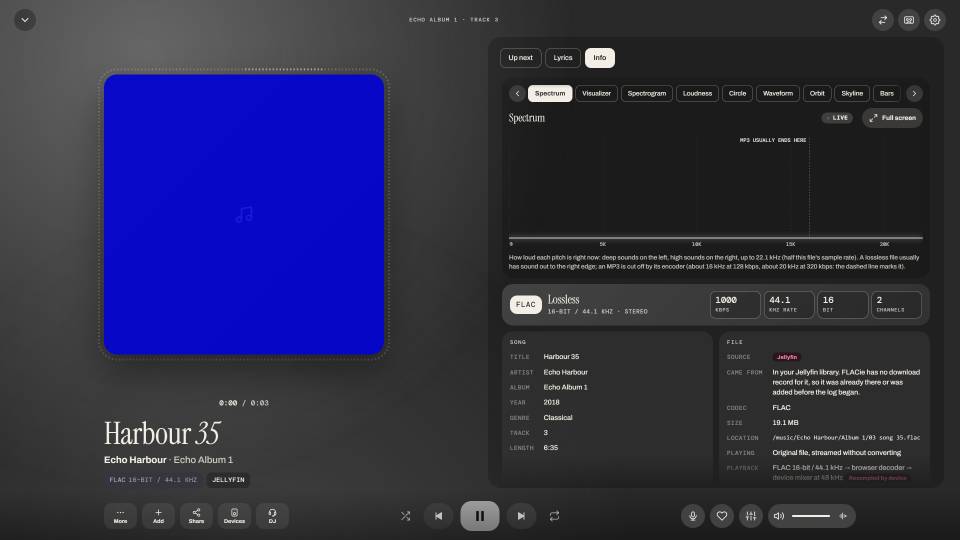 ECHO ALBUM 1 · TRACK 3
Up next
Lyrics
Info
Spectrum
Visualizer
Spectrogram
Loudness
Circle
Waveform
Orbit
Skyline
Bars
Spectrum
LIVE
Full screen
MP3 USUALLY ENDS HERE
0
5K
10K
15K
20K
How loud each pitch is right now: deep sounds on the left, high sounds on the right, up to 22.1 kHz (half this file's sample rate). A lossless file usually
has sound out to the right edge; an MP3 is cut off by its encoder (about 16 kHz at 128 kbps, about 20 kHz at 320 kbps: the dashed line marks it).
FLAC
Lossless
16-BIT / 44.1 KHZ · STEREO
1000
KBPS
44.1
KHZ RATE
16
BIT
2
CHANNELS
SONG
TITLE Harbour 35
ARTIST Echo Harbour
ALBUM Echo Album 1
YEAR 2018
GENRE Classical
TRACK 3
LENGTH 6:35
FILE
SOURCE Jellyfin
CAME FROM In your Jellyfin library. FLACie has no download
record for it, so it was already there or was
added before the log began.
CODEC FLAC
SIZE 19.1 MB
LOCATION /music/Echo Harbour/Album 1/03 song 35.flac
PLAYING Original file, streamed without converting
PLAYBACK FLAC 16-bit / 44.1 kHz → browser decoder →
device mixer at 48 kHz Resampled by device
0:00 / 0:03
Harbour 35
Echo Harbour · Echo Album 1
FLAC 16-BIT / 44.1 KHZ
JELLYFIN
More
Add
Share
Devices
DJ